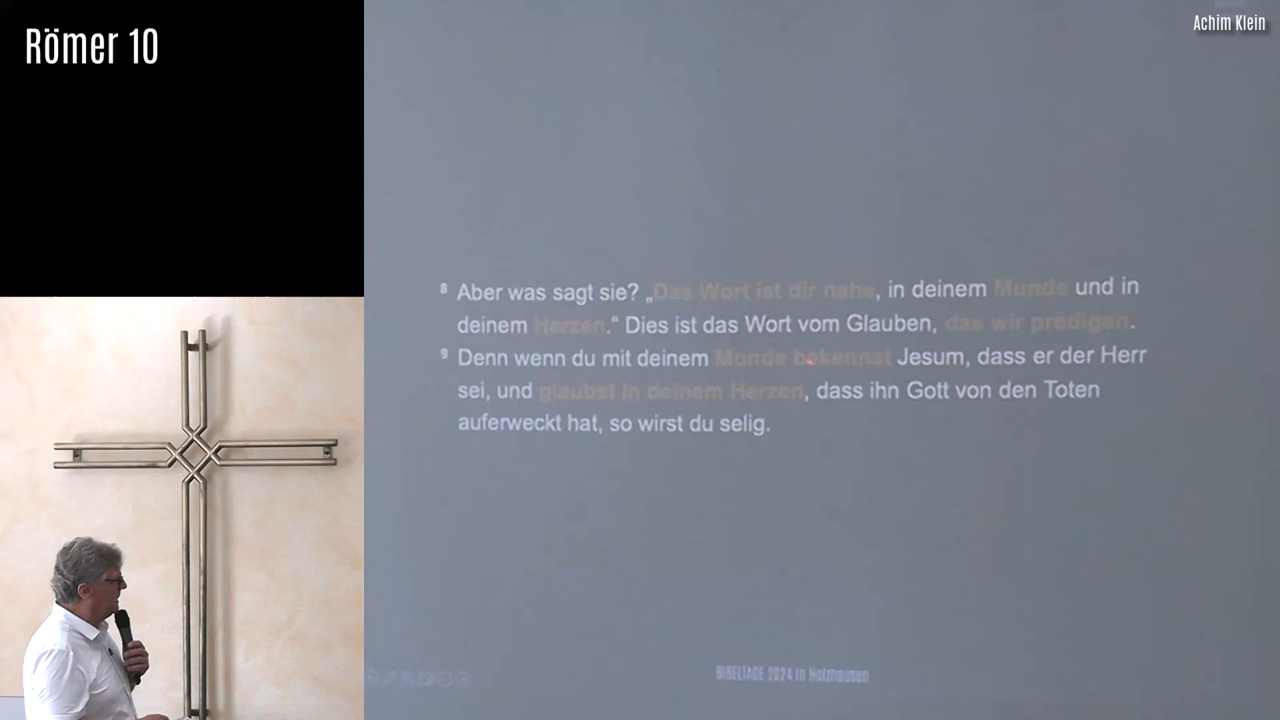 Römer 10
Achim Klein
8 Aber was sagt sie? „Das Wort ist dir nahe, in deinem Munde und in
deinem Herzen.“ Dies ist das Wort vom Glauben, das wir predigen.
9 Denn wenn du mit deinem Munde bekennst Jesum, dass er der Herr
sei, und glaubst in deinem Herzen, dass ihn Gott von den Toten
auferweckt hat, so wirst du selig.
BIBELTAGE 2024 in Holzhausen